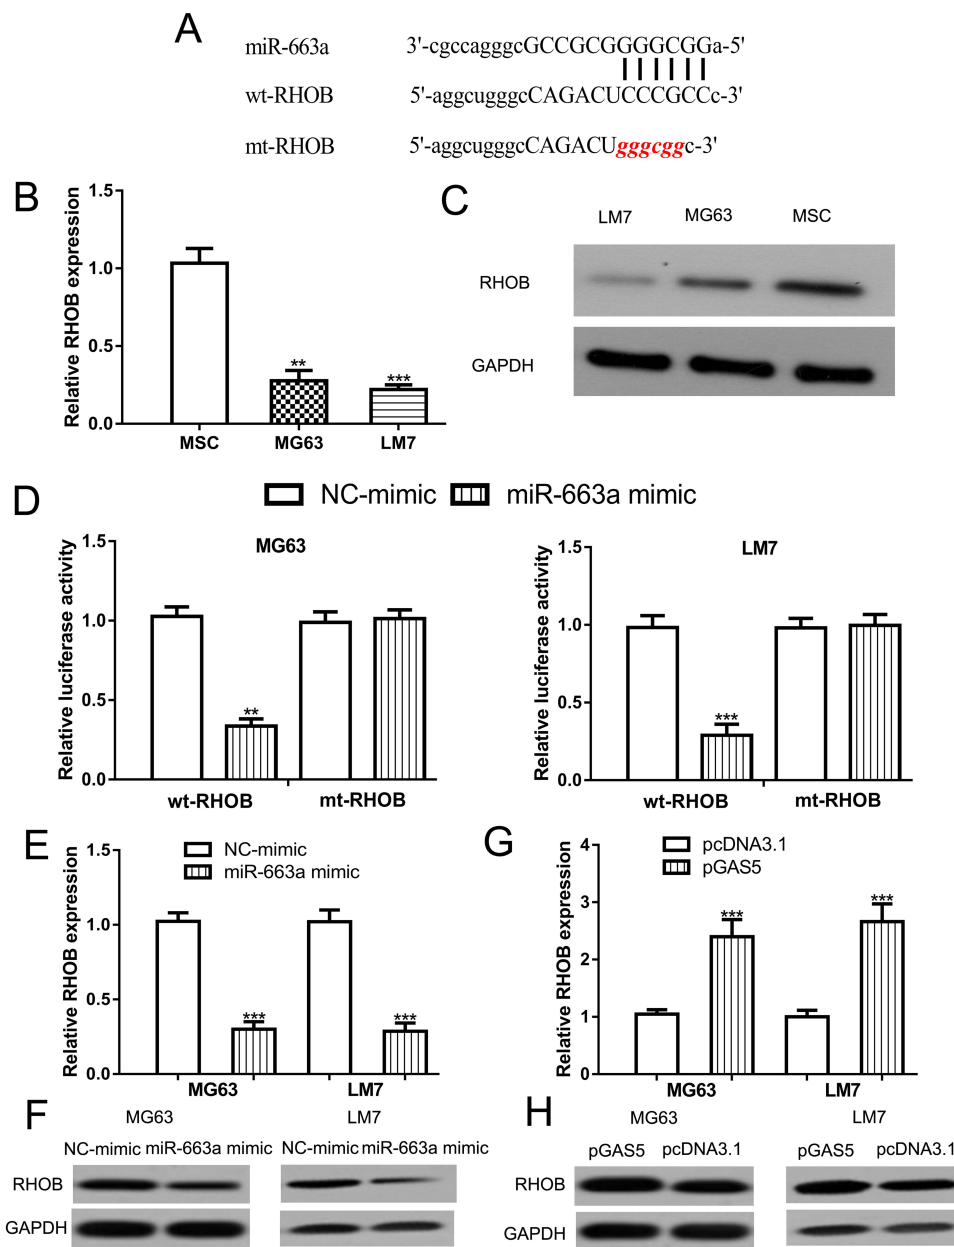 A
miR-663a 3'-cgccagggcGCCGCGGGGCGGa-5'
wt-RHOB 5'-aggcugggcCAGACUCCCGCCc-3'
mt-RHOB 5'-aggcugggcCAGACUgggcggc-3'
B
Relative RHOB expression
1.5
1.0
0.5
0.0
**
***
MSC MG63 LM7
C
LM7 MG63 MSC
RHOB
GAPDH
D
NC-mimic miR-663a mimic
MG63
Relative luciferase activity
1.5
1.0
0.5
0.0
**
wt-RHOB mt-RHOB
LM7
Relative luciferase activity
1.5
1.0
0.5
0.0
***
wt-RHOB mt-RHOB
E
NC-mimic
miR-663a mimic
Relative RHOB expression
1.5
1.0
0.5
0.0
***
***
MG63 LM7
G
pcDNA3.1
pGAS5
Relative RHOB expression
4
3
2
1
0
***
***
MG63 LM7
F
MG63 LM7
NC-mimic miR-663a mimic NC-mimic miR-663a mimic
RHOB
GAPDH
H
MG63 LM7
pGAS5 pcDNA3.1 pGAS5 pcDNA3.1
RHOB
GAPDH